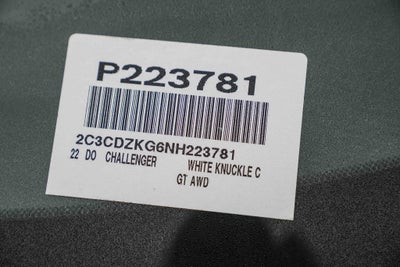 P223781
2C3CDZKG6NH223781
22 DO CHALLENGER WHITE KNUCKLE C
GT AWD